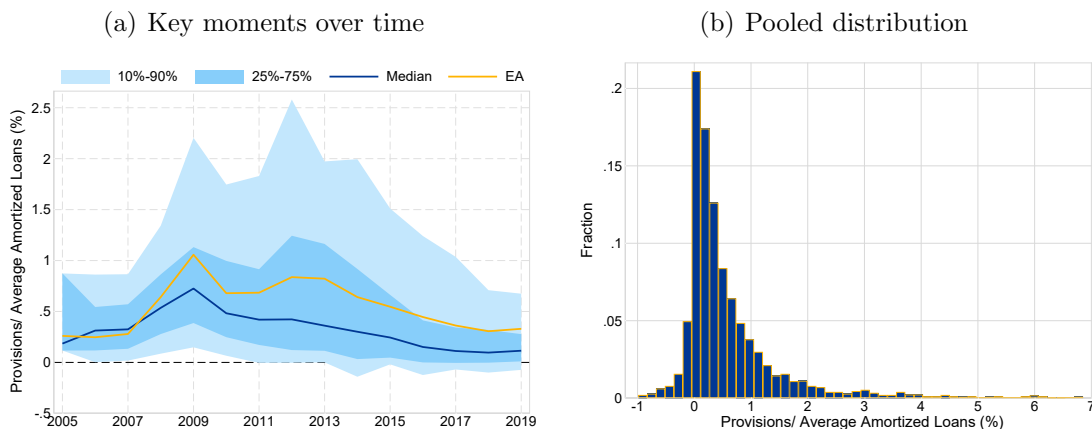 (a) Key moments over time
10%-90% 25%-75% Median EA
Provisions/ Average Amortized Loans (%)
2.5
2
1.5
1
.5
0
-.5
2005 2007 2009 2011 2013 2015 2017 2019
(b) Pooled distribution
Fraction
.2
.15
.1
.05
0
-1 0 1 2 3 4 5 6 7
Provisions/ Average Amortized Loans (%)